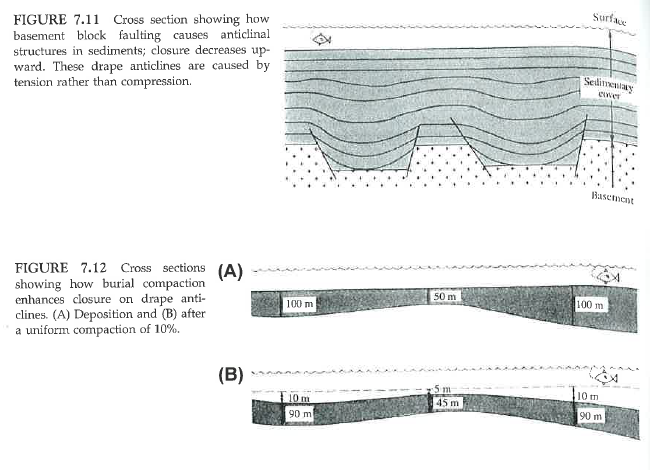 FIGURE 7.11 Cross section showing how
basement block faulting causes anticlinal
structures in sediments; closure decreases up-
ward. These drape anticlines are caused by
tension rather than compression.
Surface
Sedimentary
cover
Basement
FIGURE 7.12 Cross sections
showing how burial compaction
enhances closure on drape anti-
clines. (A) Deposition and (B) after
a uniform compaction of 10%.
(A)
100 m
50 m
100 m
(B)
10 m
90 m
5 m
45 m
10 m
90 m